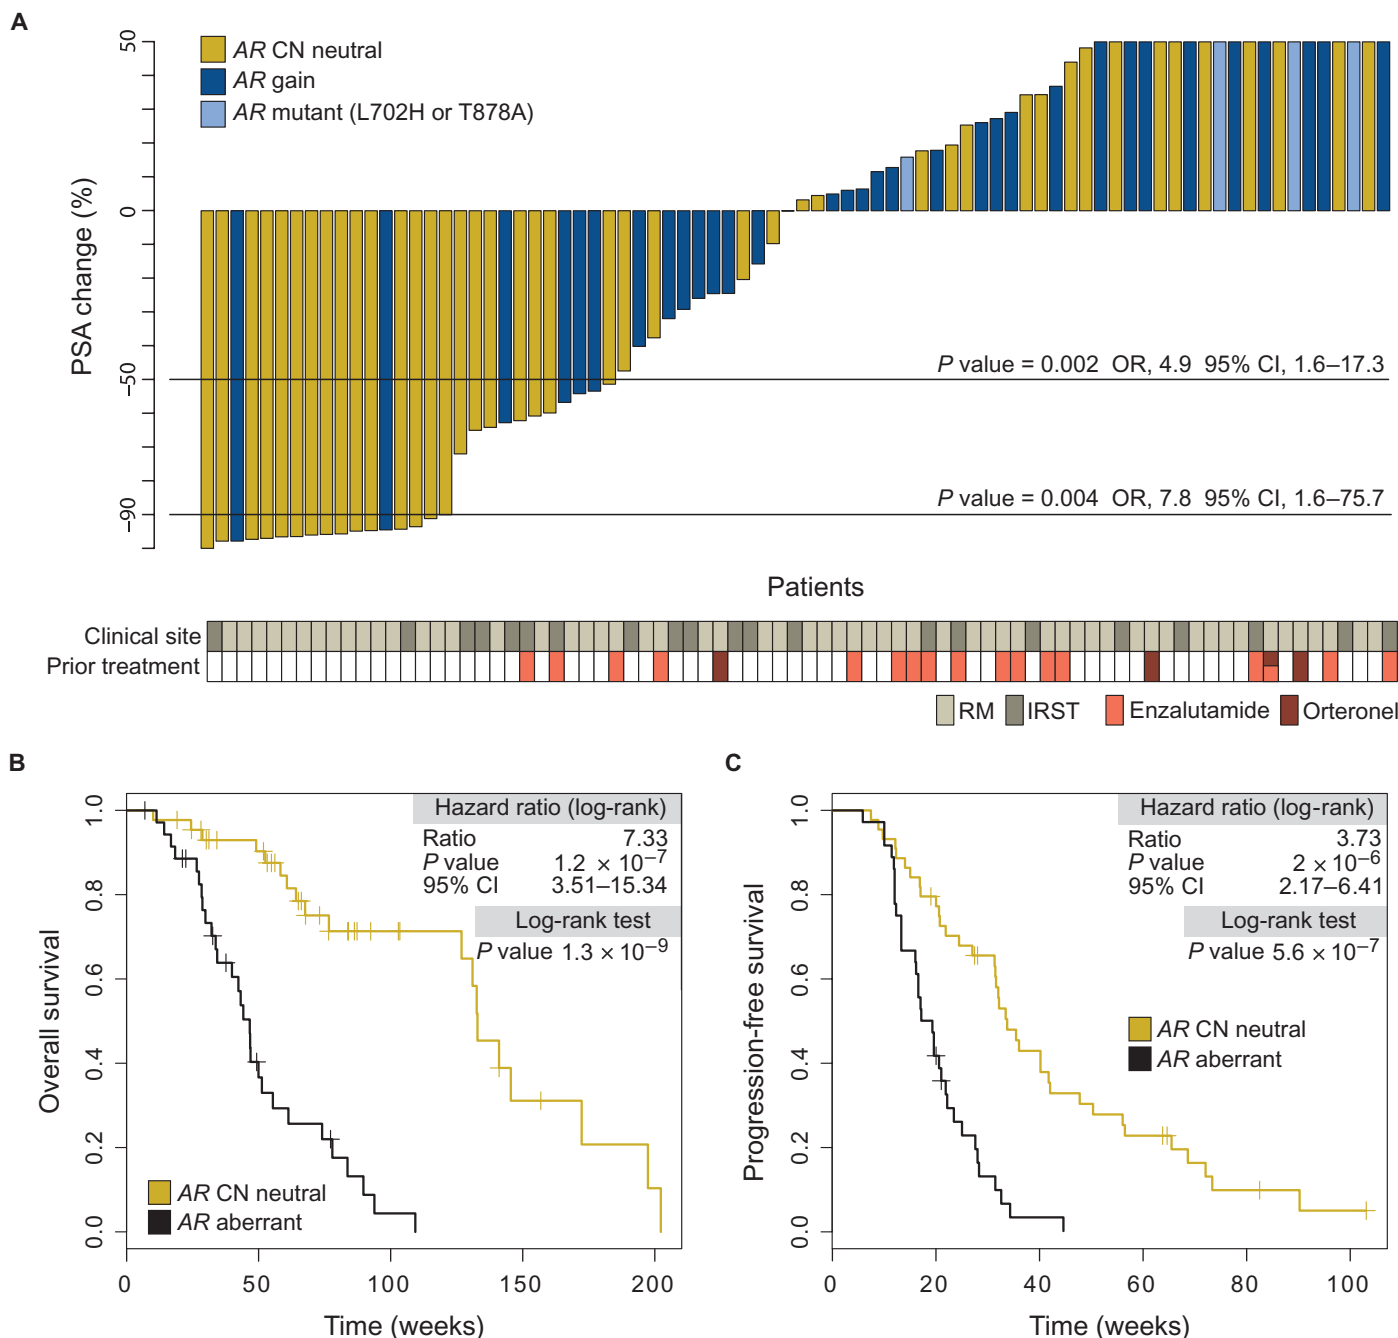 A
50
0
−50
−90
PSA change (%)
AR CN neutral
AR gain
AR mutant (L702H or T878A)
P value = 0.002 OR, 4.9 95% CI, 1.6–17.3
P value = 0.004 OR, 7.8 95% CI, 1.6–75.7
Patients
Clinical site
Prior treatment
RM IRST Enzalutamide Orteronel
B
Overall survival
1.0
0.8
0.6
0.4
0.2
0.0
Hazard ratio (log-rank)
Ratio 7.33
P value 1.2 × 10⁻⁷
95% CI 3.51–15.34
Log-rank test
P value 1.3 × 10⁻⁹
AR CN neutral
AR aberrant
0 50 100 150 200
Time (weeks)
C
Progression-free survival
1.0
0.8
0.6
0.4
0.2
0.0
Hazard ratio (log-rank)
Ratio 3.73
P value 2 × 10⁻⁶
95% CI 2.17–6.41
Log-rank test
P value 5.6 × 10⁻⁷
AR CN neutral
AR aberrant
0 20 40 60 80 100
Time (weeks)